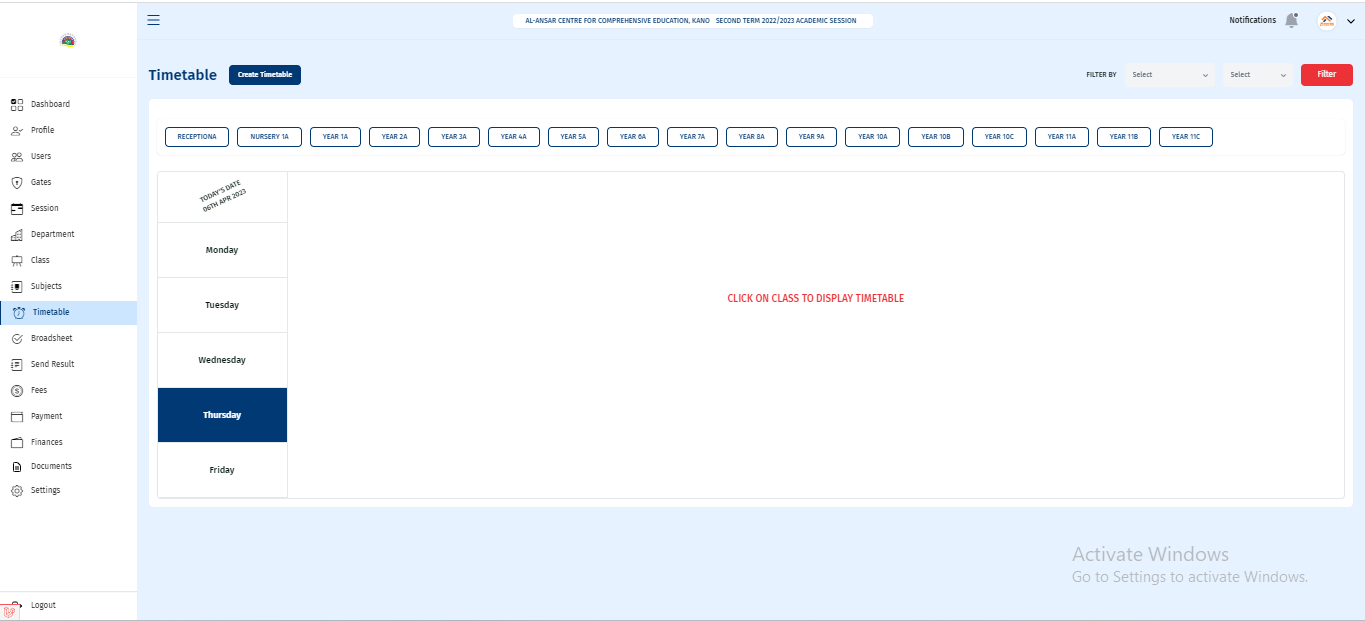 AL-ANSAR CENTRE FOR COMPREHENSIVE EDUCATION, KANO SECOND TERM 2022/2023 ACADEMIC SESSION
Notifications
Dashboard
Profile
Users
Gates
Session
Department
Class
Subjects
Timetable
Broadsheet
Send Result
Fees
Payment
Finances
Documents
Settings
Logout
Timetable
Create Timetable
FILTER BY
Select
Select
Filter
RECEPTIONA
NURSERY 1A
YEAR 1A
YEAR 2A
YEAR 3A
YEAR 4A
YEAR 5A
YEAR 6A
YEAR 7A
YEAR 8A
YEAR 9A
YEAR 10A
YEAR 10B
YEAR 10C
YEAR 11A
YEAR 11B
YEAR 11C
TODAY'S DATE
06TH APR 2023
Monday
Tuesday
Wednesday
Thursday
Friday
CLICK ON CLASS TO DISPLAY TIMETABLE
Activate Windows
Go to Settings to activate Windows.